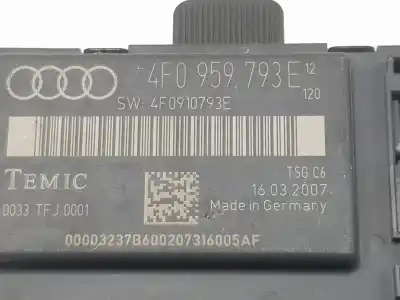 4F0 959 793E 12
120
SW: 4F0910793E
TEMIC
TSG C6
16.03.2007
0033 TFJ 0001
Made in Germany
00003237B600207316005AF